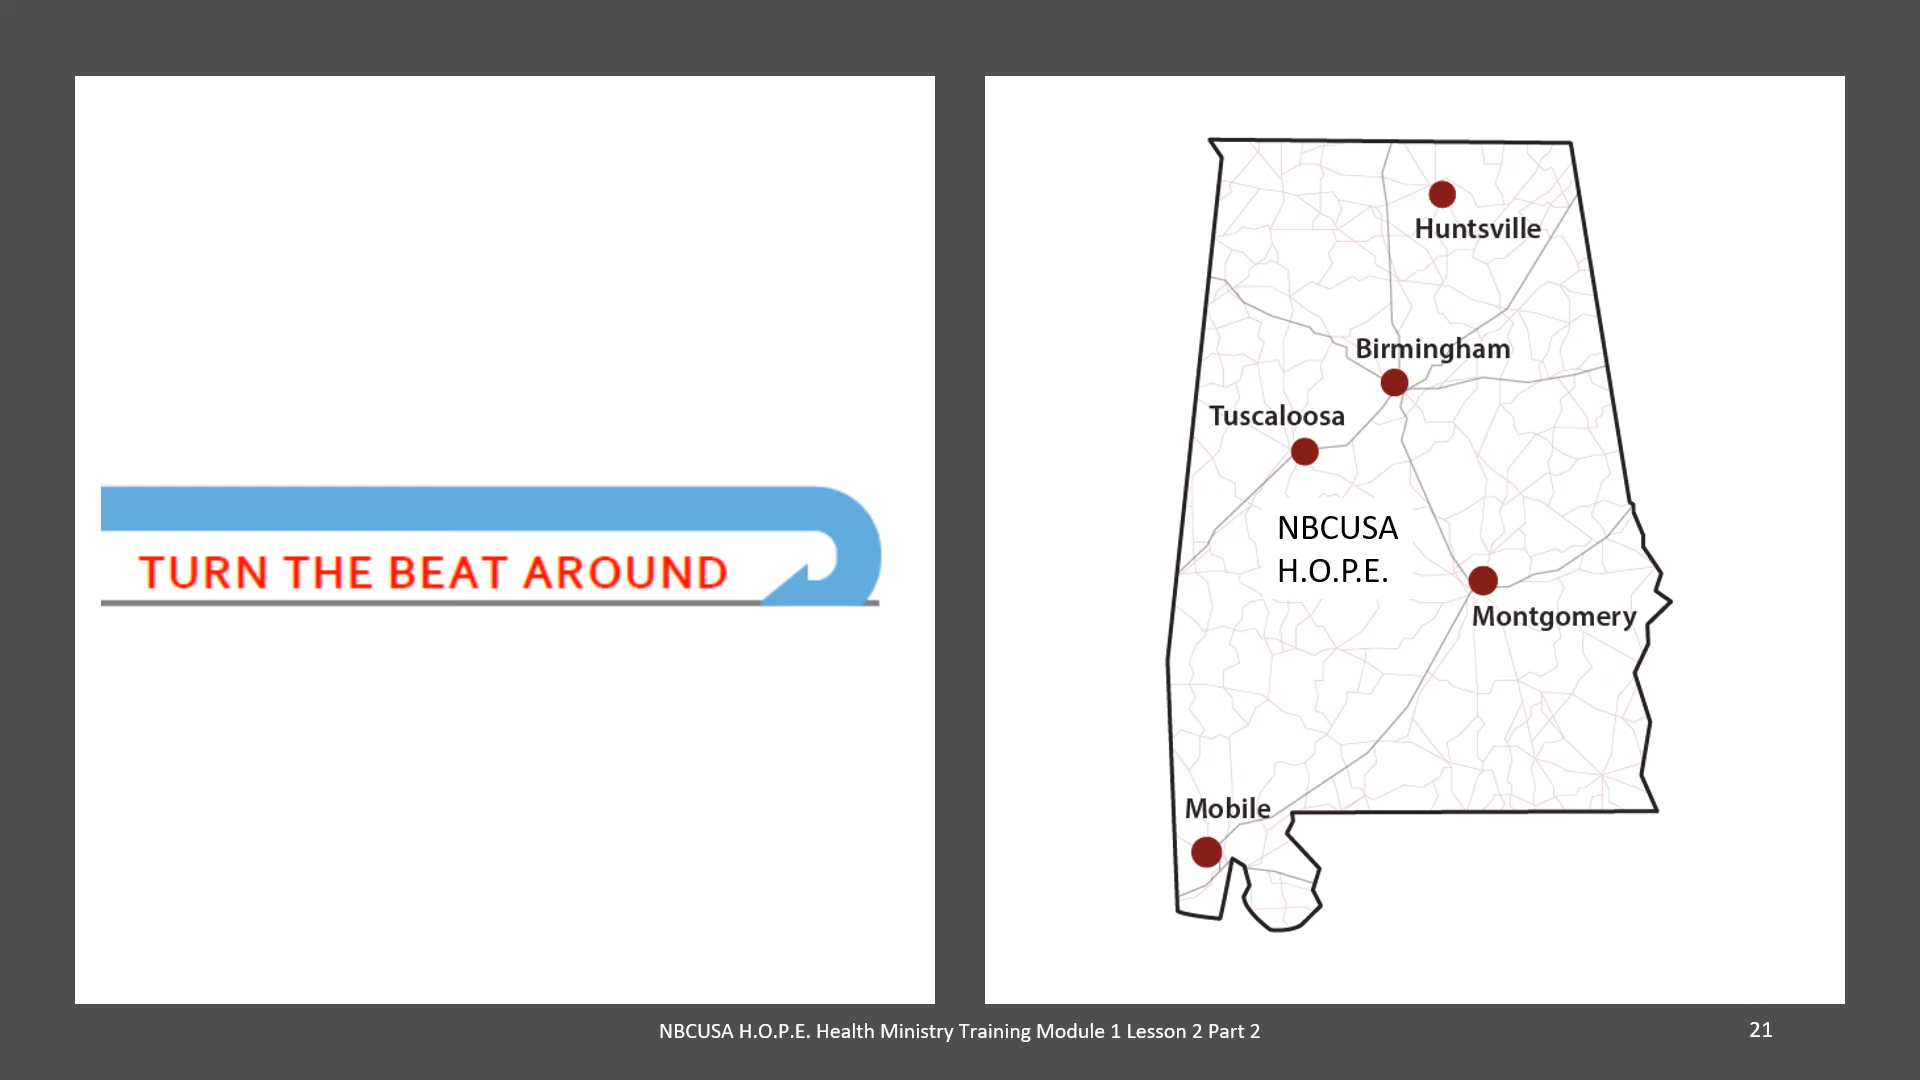 TURN THE BEAT AROUND
Huntsville
Birmingham
Tuscaloosa
NBCUSA
H.O.P.E.
Montgomery
Mobile
NBCUSA H.O.P.E. Health Ministry Training Module 1 Lesson 2 Part 2
21